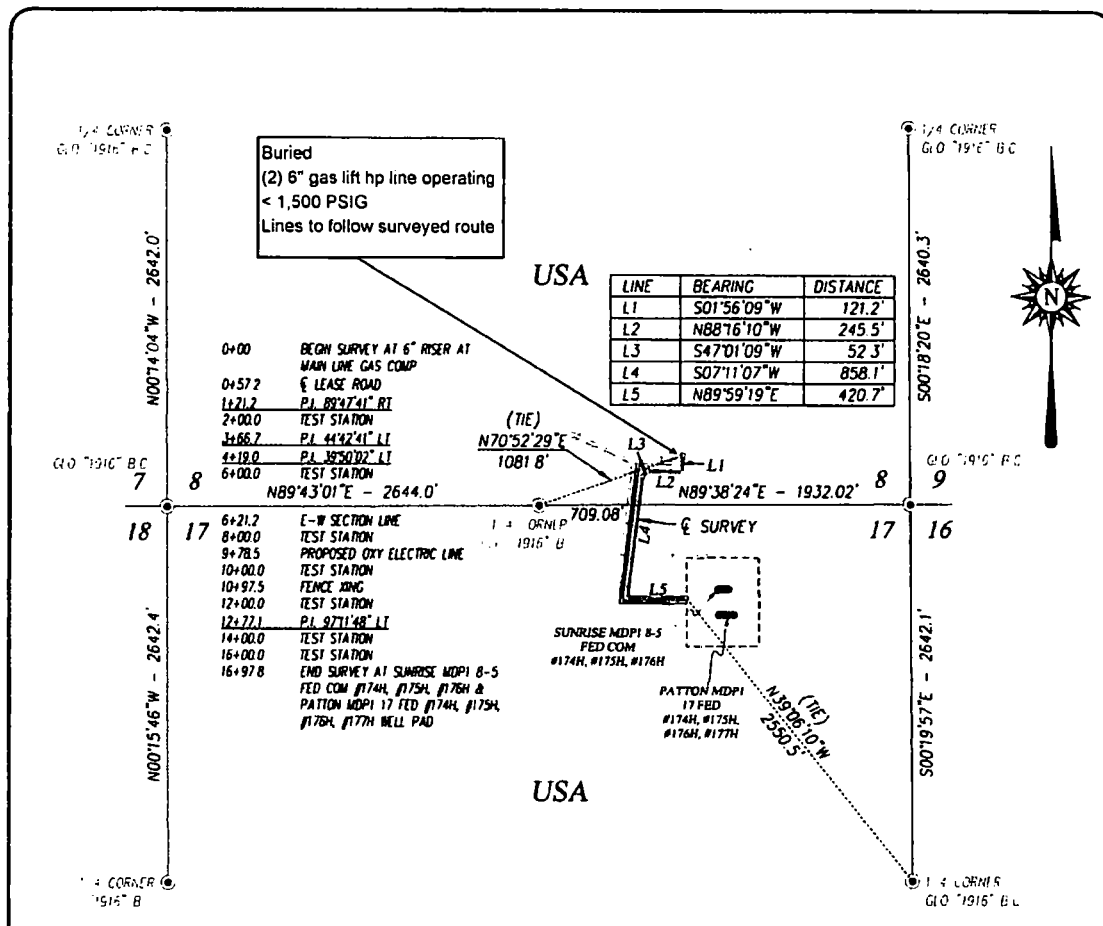 1/4 CORNER
GLO "1916" B.C.
1/4 CORNER
GLO "1916" B.C.
Buried
(2) 6" gas lift hp line operating
< 1,500 PSIG
Lines to follow surveyed route
N00°14'04"W - 2642.0'
USA
S00°18'20"E - 2640.3'
N
LINE BEARING DISTANCE
L1 S01°56'09"W 121.2'
L2 N88°16'10"W 245.5'
L3 S47°01'09"W 52.3'
L4 S07°11'07"W 858.1'
L5 N89°59'19"E 420.7'
0+00 BEGIN SURVEY AT 6" RISER AT
MAIN LINE GAS COMP
0+57.2 ℄ LEASE ROAD
1+21.2 P.I. 89°47'41" RT
2+00.0 TEST STATION
3+66.7 P.I. 44°42'41" LT
4+19.0 P.I. 39°50'02" LT
6+00.0 TEST STATION
(TIE)
N70°52'29"E
1081.8'
L3
L2
L1
GLO "1916" B.C.
7 8
N89°43'01"E - 2644.0'
N89°38'24"E - 1932.02'
8 9
GLO "1916" B.C.
18 17
709.08'
1916" B
17 16
℄ SURVEY
L4
L5
6+21.2 E-W SECTION LINE
8+00.0 TEST STATION
9+78.5 PROPOSED OXY ELECTRIC LINE
10+00.0 TEST STATION
10+97.5 FENCE XING
12+00.0 TEST STATION
12+77.1 P.I. 97°11'48" LT
14+00.0 TEST STATION
16+00.0 TEST STATION
16+97.8 END SURVEY AT SUNRISE MDP1 8-5
FED COM #174H, #175H, #176H &
PATTON MDP1 17 FED #174H, #175H,
#176H, #177H WELL PAD
SUNRISE MDP1 8-5
FED COM
#174H, #175H, #176H
PATTON MDP1
17 FED
#174H, #175H,
#176H, #177H
N00°15'46"W - 2642.4'
(TIE)
N39°06'10"W
2550.5'
S00°19'57"E - 2642.1'
USA
1/4 CORNER
"1916" B
1/4 CORNER
GLO "1916" B.C.